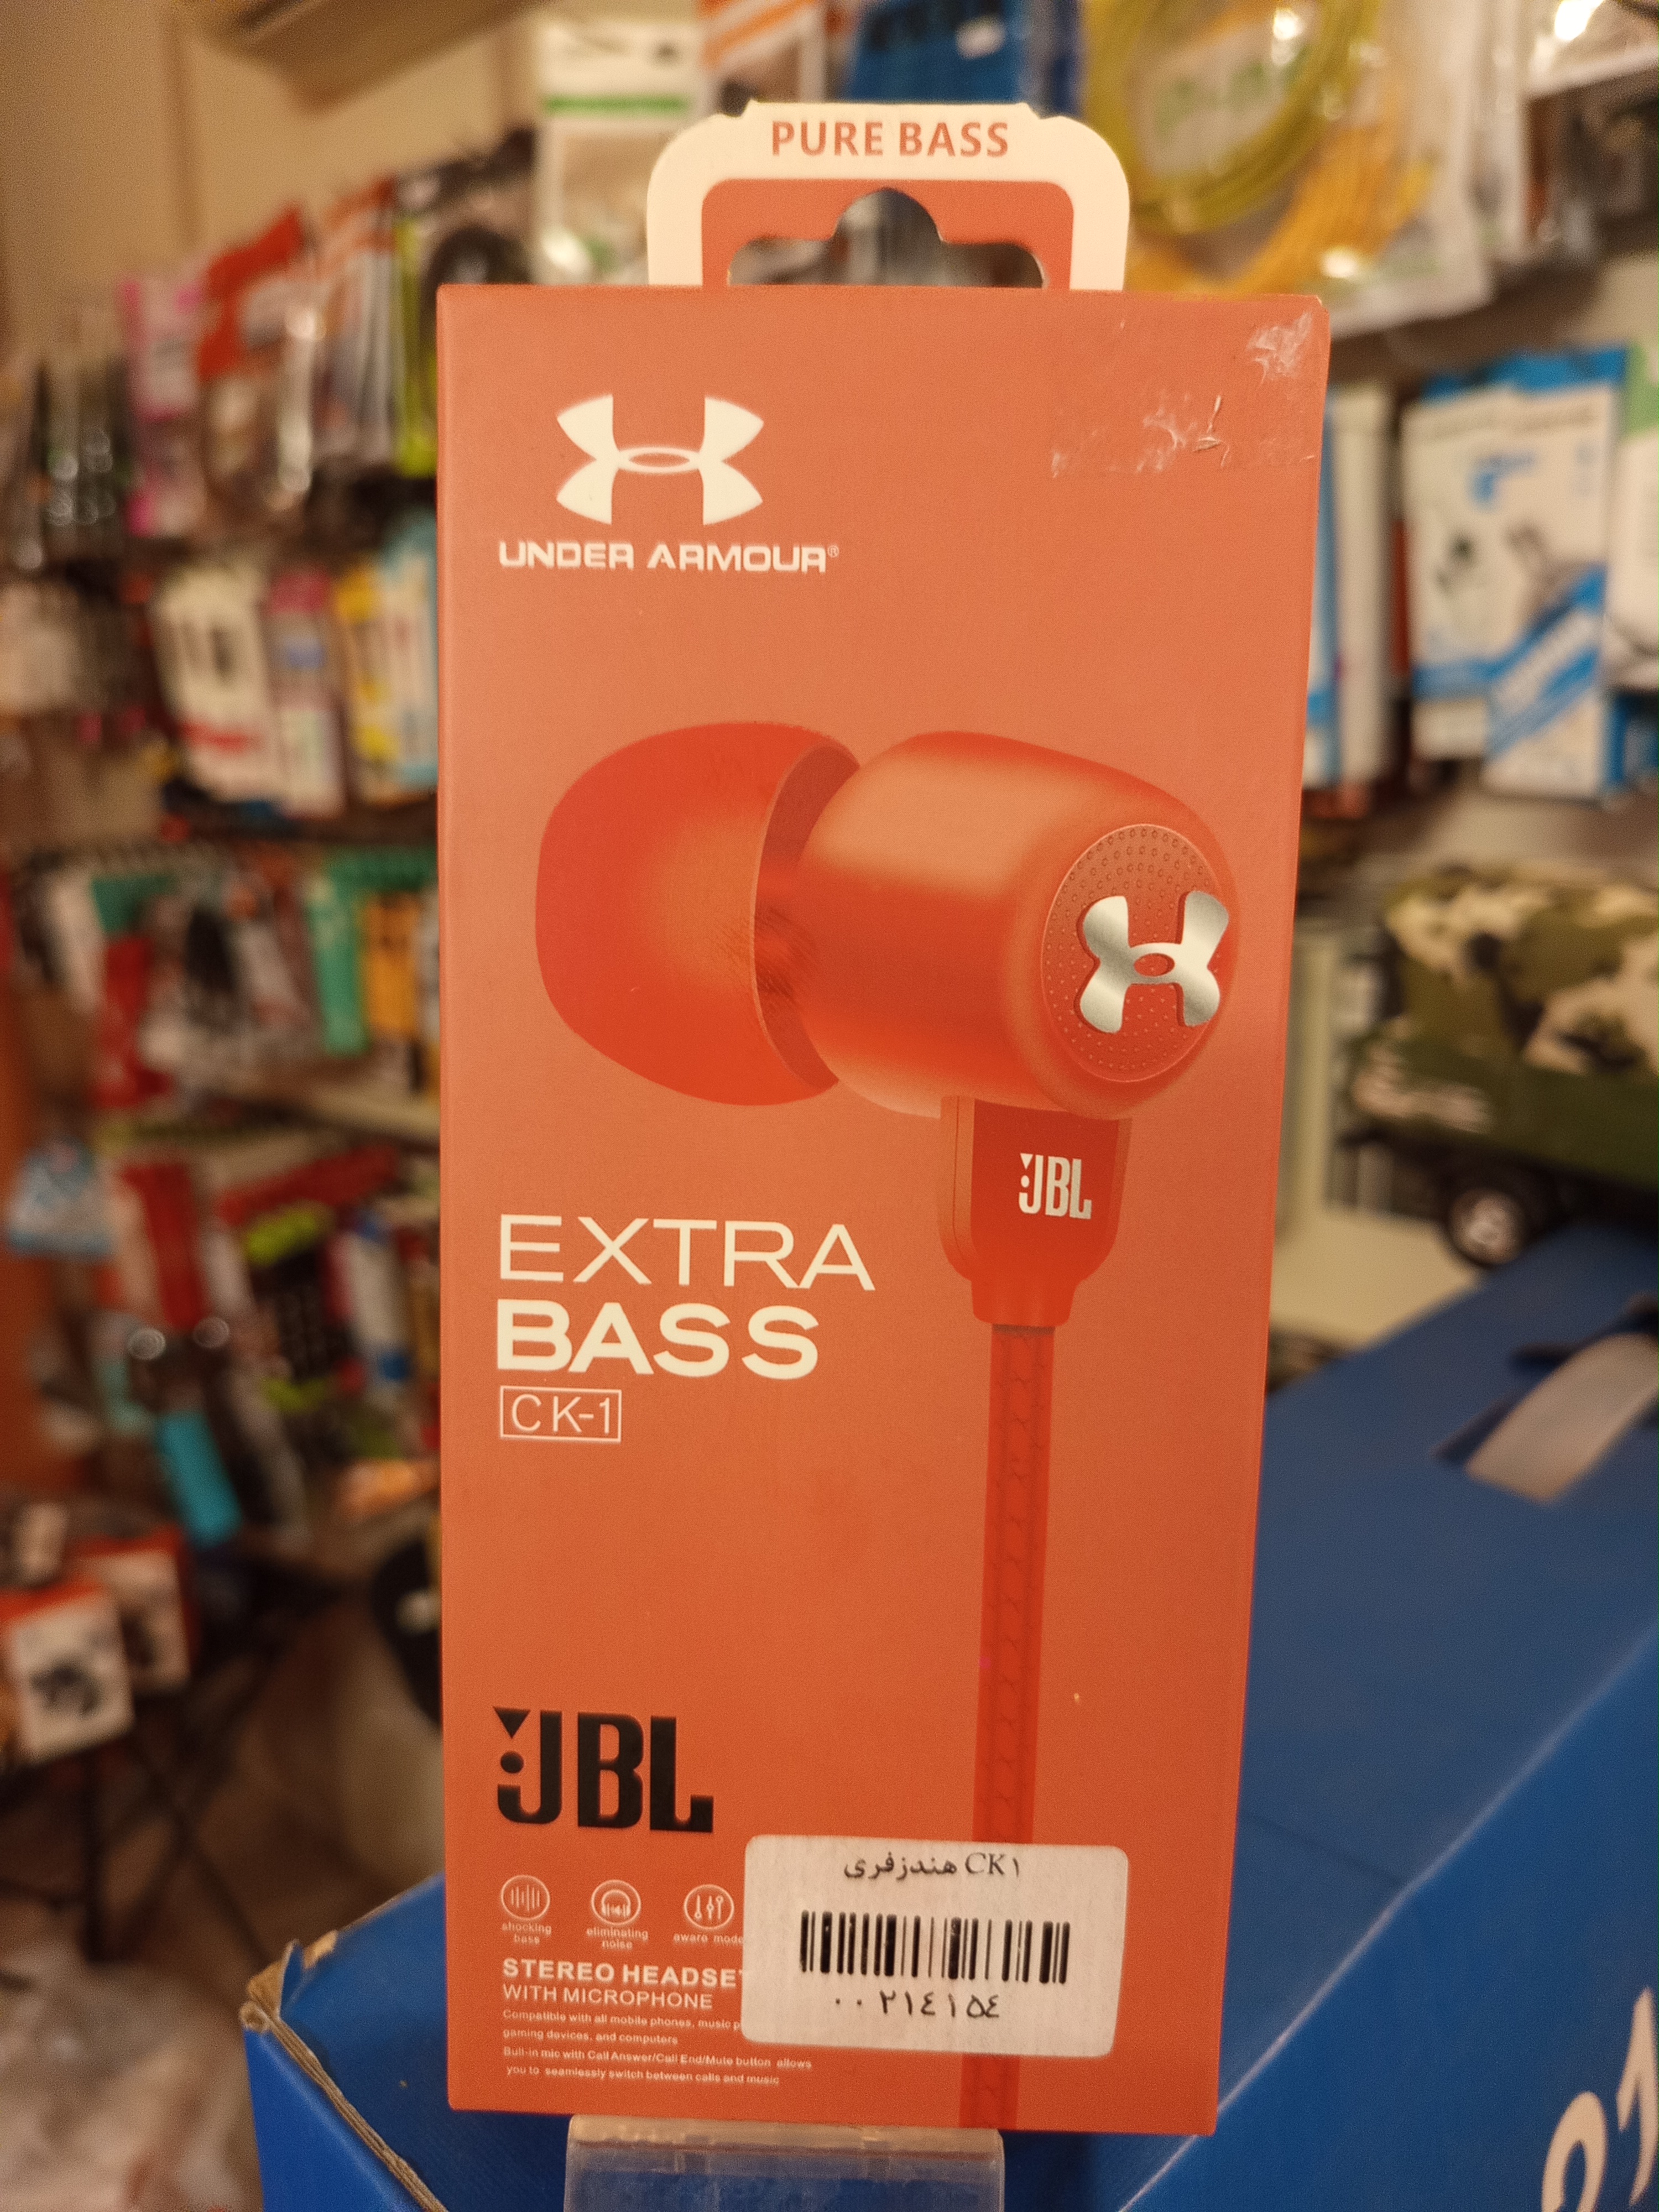 PURE BASS
UNDER ARMOUR®
JBL
EXTRA
BASS
CK-1
JBL
shocking
bass
eliminating
noise
aware mode
STEREO HEADSET
WITH MICROPHONE
Compatible with all mobile phones, music
gaming devices, and computers
Buil-in mic with Call Answer/Call End/Mute button allows
you to seamlessly switch between calls and music
هندزفری CK۱
۰۰۲۱٤۱۵٤
21